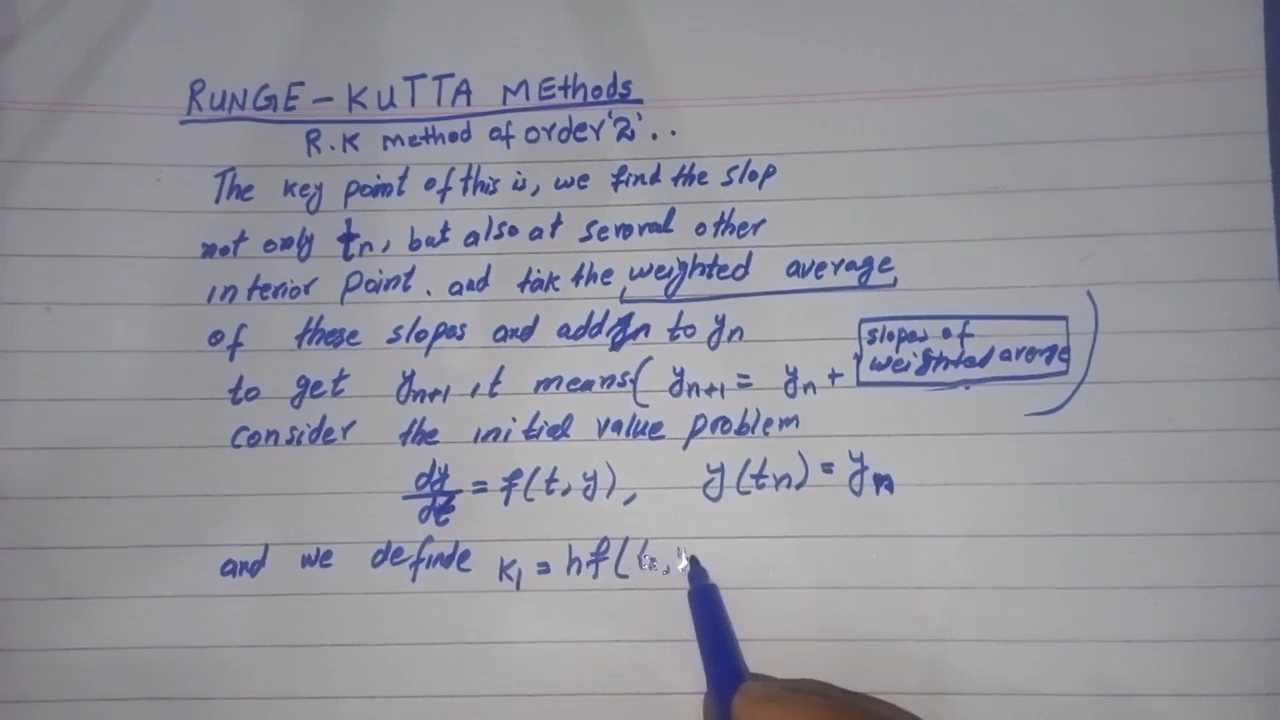 RUNGE-KUTTA METHods
R.K method of order '2'..
The key point of this is, we find the slop
not only tn, but also at several other
interior point. and tak the weighted average
of these slopes and add to yn
to get yn+1 it means( yn+1 = yn + slopes of weighted averge )
consider the initial value problem
dy/dt = f(t, y), y(tn) = yn
and we definde K1 = hf(